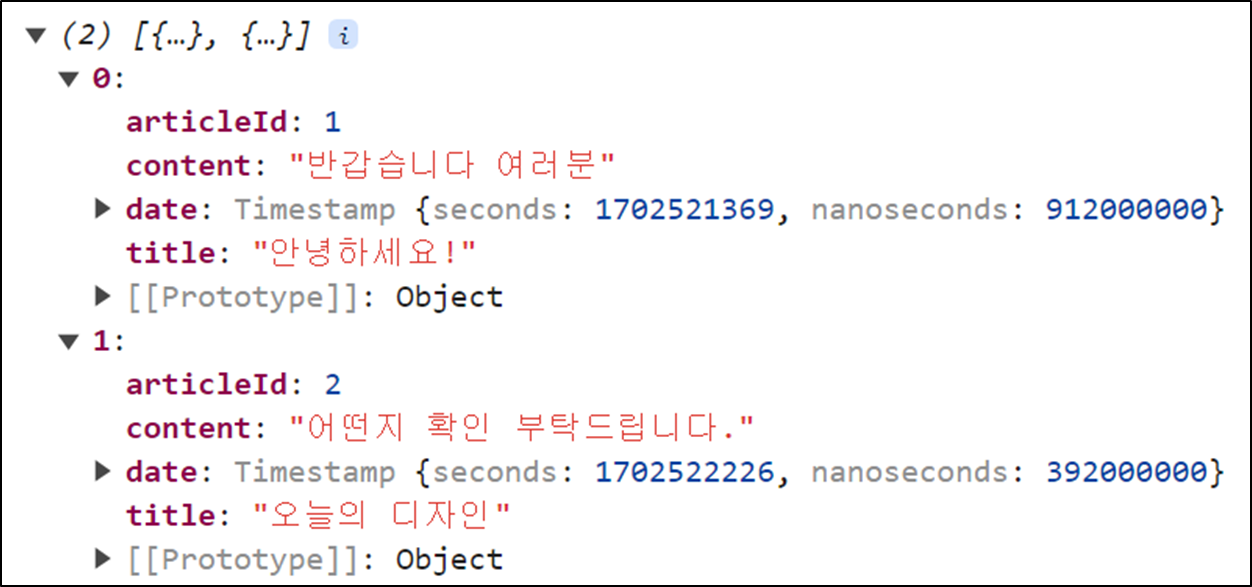 (2) [{…}, {…}] i
0:
articleId: 1
content: "반갑습니다 여러분"
date: Timestamp {seconds: 1702521369, nanoseconds: 912000000}
title: "안녕하세요!"
[[Prototype]]: Object
1:
articleId: 2
content: "어떤지 확인 부탁드립니다."
date: Timestamp {seconds: 1702522226, nanoseconds: 392000000}
title: "오늘의 디자인"
[[Prototype]]: Object